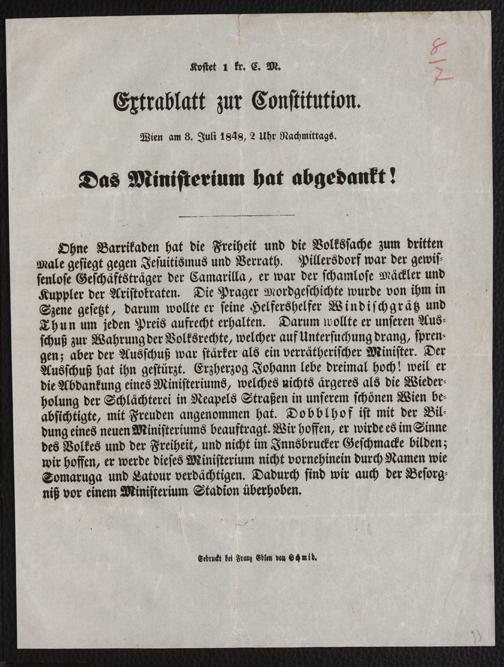 8/7
Kostet 1 kr. C. M.
Extrablatt zur Constitution.
Wien am 3. Juli 1848, 2 Uhr Nachmittags.
Das Ministerium hat abgedankt!
Ohne Barrikaden hat die Freiheit und die Volkssache zum dritten
Male gesiegt gegen Jesuitismus und Verrath. Pillersdorf war der gewis-
senlose Geschäftsträger der Camarilla, er war der schamlose Mäckler und
Kuppler der Aristokraten. Die Prager Mordgeschichte wurde von ihm in
Szene gesetzt, darum wollte er seine Helfershelfer Windischgrätz und
Thun um jeden Preis aufrecht erhalten. Darum wollte er unseren Aus-
schuß zur Wahrung der Volksrechte, welcher auf Untersuchung drang, spren-
gen; aber der Ausschuß war stärker als ein verrätherischer Minister. Der
Ausschuß hat ihn gestürzt. Erzherzog Johann lebe dreimal hoch! weil er
die Abdankung eines Ministeriums, welches nichts ärgeres als die Wieder-
holung der Schlächterei in Neapels Straßen in unserem schönen Wien be-
absichtigte, mit Freuden angenommen hat. Dobblhof ist mit der Bil-
dung eines neuen Ministeriums beauftragt. Wir hoffen, er wird es im Sinne
des Volkes und der Freiheit, und nicht im Innsbrucker Geschmacke bilden;
wir hoffen, er werde dieses Ministerium nicht vornehinein durch Namen wie
Somaruga und Latour verdächtigen. Dadurch sind wir auch der Besorg-
niß vor einem Ministerium Stadion überhoben.
Gedruckt bei Franz Edlen von Schmid.
33